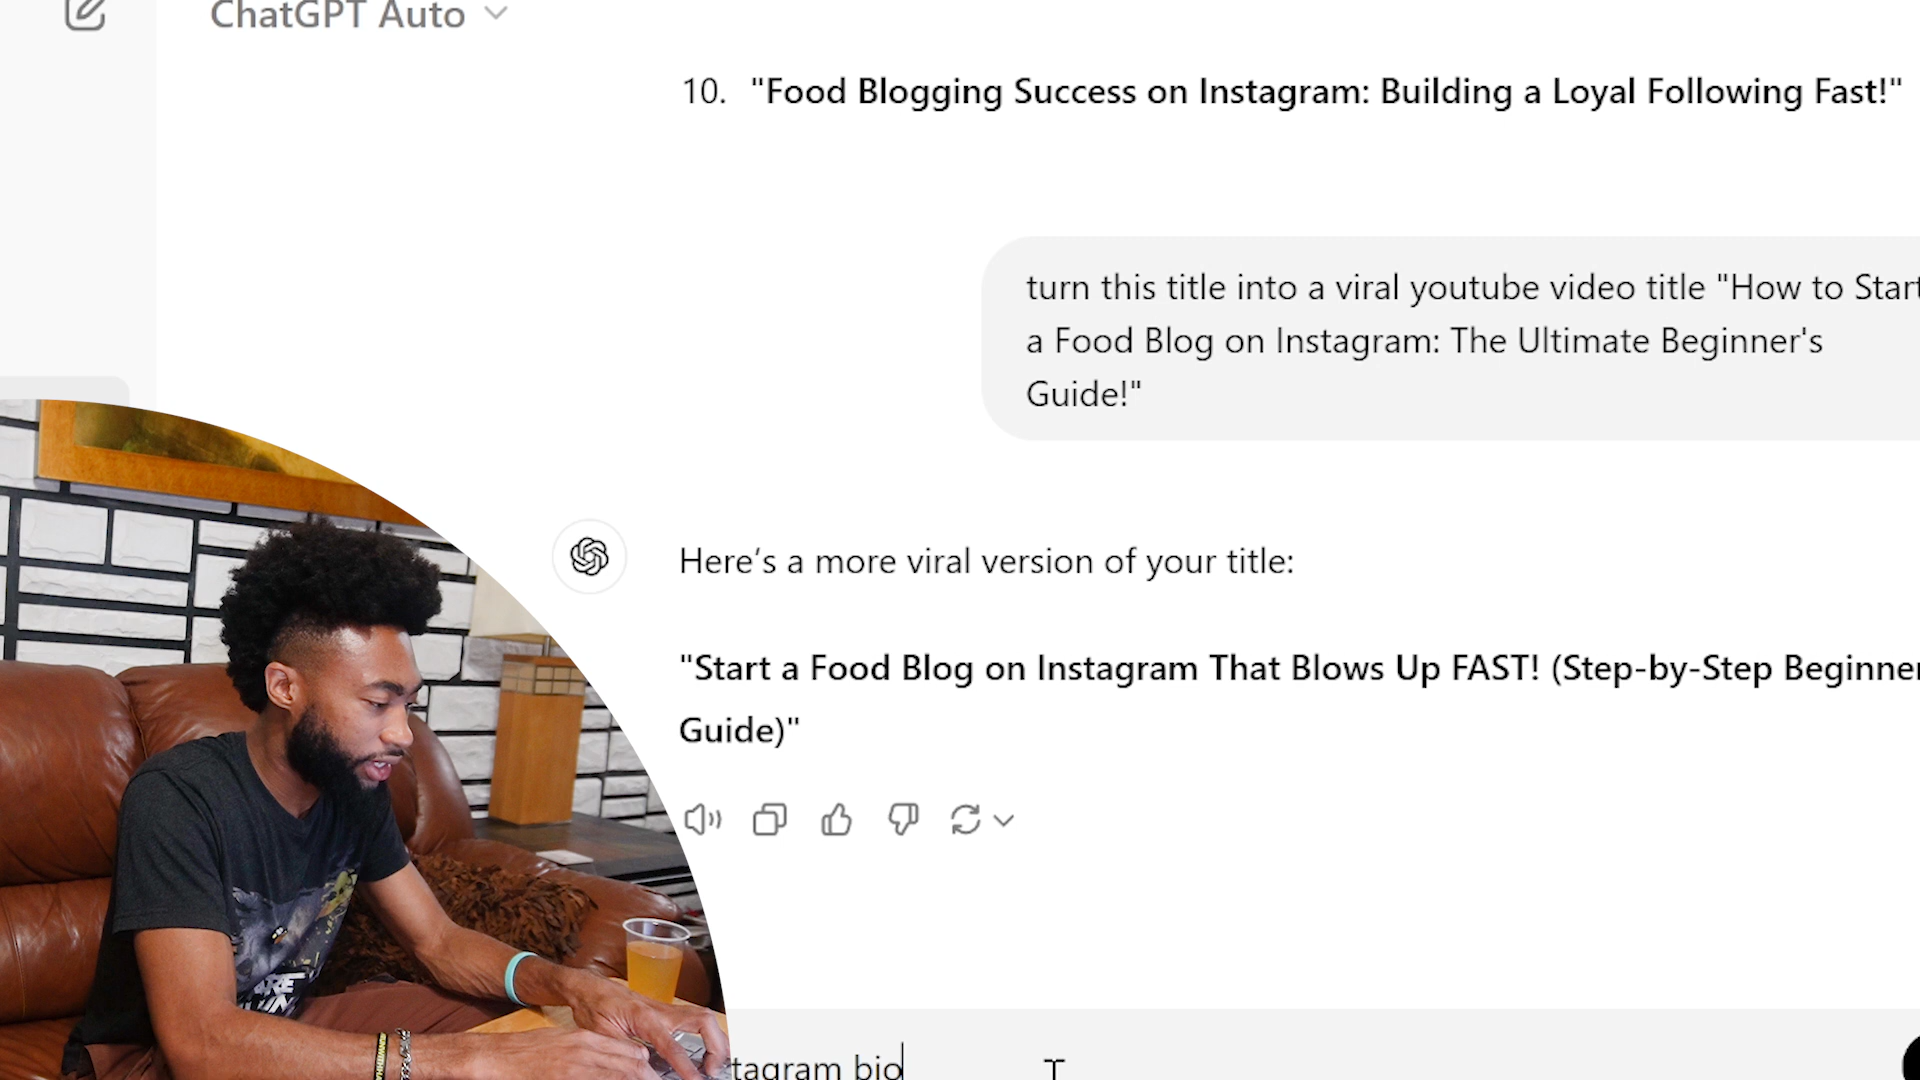 ChatGPT Auto
10. "Food Blogging Success on Instagram: Building a Loyal Following Fast!"
turn this title into a viral youtube video title "How to Start
a Food Blog on Instagram: The Ultimate Beginner's
Guide!"
Here's a more viral version of your title:
"Start a Food Blog on Instagram That Blows Up FAST! (Step-by-Step Beginner
Guide)"
tagram bio